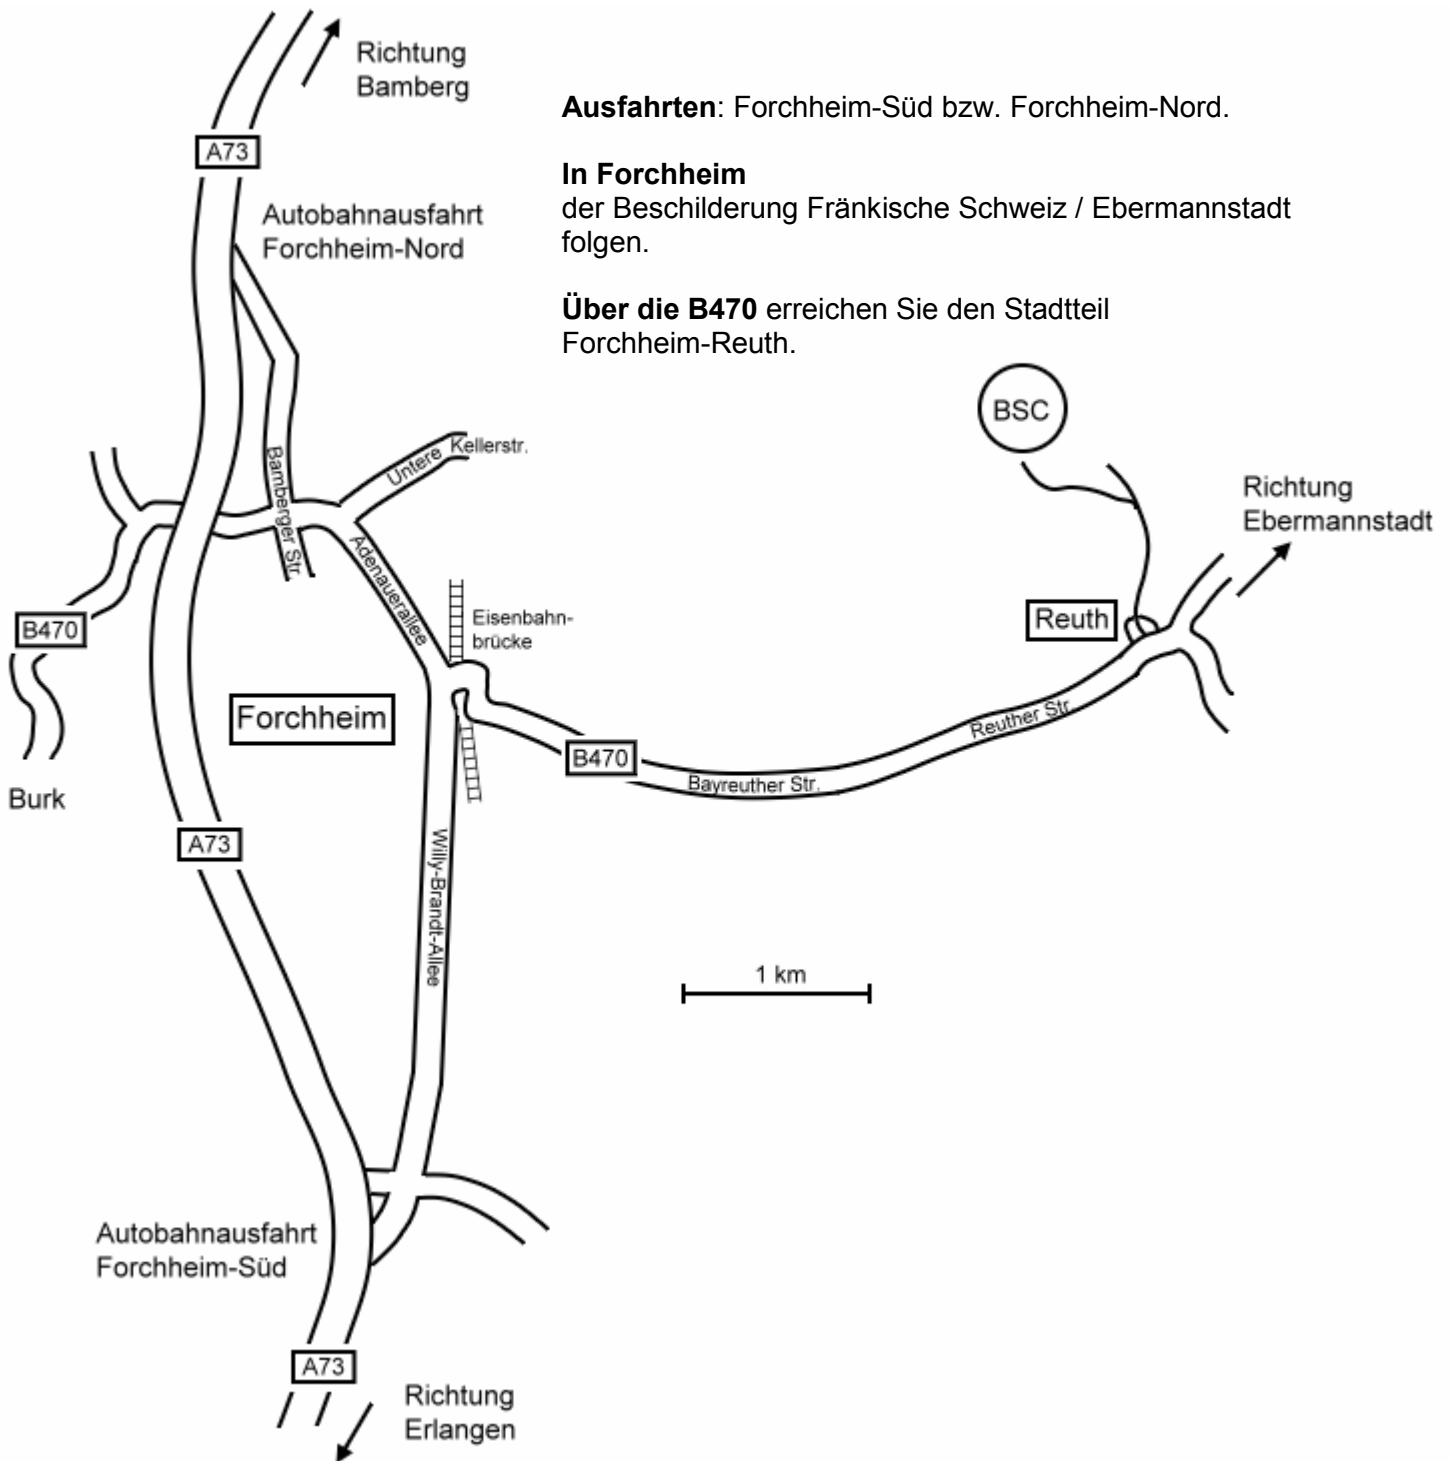 Richtung
Bamberg
Ausfahrten: Forchheim-Süd bzw. Forchheim-Nord.
A73
In Forchheim
der Beschilderung Fränkische Schweiz / Ebermannstadt
folgen.
Autobahnausfahrt
Forchheim-Nord
Über die B470 erreichen Sie den Stadtteil
Forchheim-Reuth.
BSC
Untere Kellerstr.
Bamberger Str.
Richtung
Ebermannstadt
Adenauerallee
Eisenbahn-
brücke
B470
Reuth
Forchheim
Reuther Str.
B470
Bayreuther Str.
Burk
A73
Willy-Brandt-Allee
1 km
Autobahnausfahrt
Forchheim-Süd
A73
Richtung
Erlangen